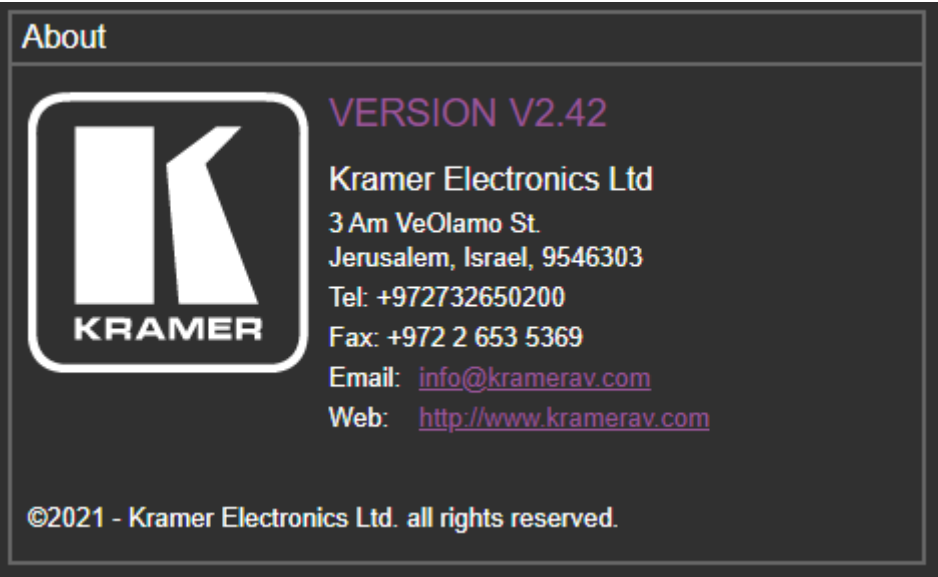 About
VERSION V2.42
Kramer Electronics Ltd
3 Am VeOlamo St.
Jerusalem, Israel, 9546303
Tel: +972732650200
Fax: +972 2 653 5369
Email: info@kramerav.com
Web: http://www.kramerav.com
KRAMER
©2021 - Kramer Electronics Ltd. all rights reserved.